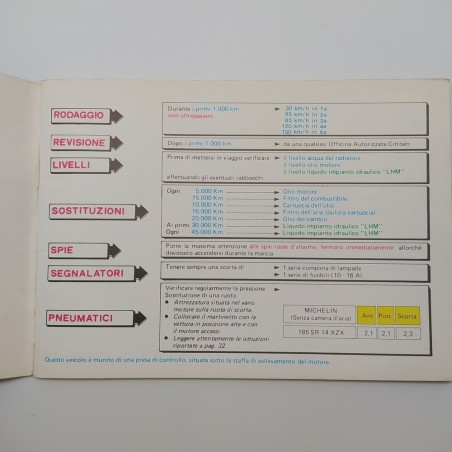 RODAGGIO
Durante i primi 1.000 km
non oltrepassare
30 km/h in 1a
65 km/h in 2a
85 km/h in 3a
120 km/h in 4a
130 km/h in 5a
REVISIONE
Dopo i primi 1.000 km
da una qualsiasi Officina Autorizzata Citroën
LIVELLI
Prima di mettersi in viaggio verificare
il livello acqua del radiatore
il livello olio motore
il livello liquido impianto idraulico "LHM"
effettuando gli eventuali rabbocchi
SOSTITUZIONI
Ogni 5.000 Km Olio motore
15.000 Km Filtro del combustibile
10.000 Km Cartuccia dell'olio
15.000 Km Filtro dell'aria (pulizia cartuccia)
20.000 Km Olio del cambio
Ai primi 30.000 Km Liquido impianto idraulico "LHM"
Ogni 45.000 Km Liquido impianto idraulico "LHM"
SPIE
Porre la massima attenzione alle spie rosse d'allarme, fermarsi immediatamente, allorché
dovessero accendersi durante la marcia.
SEGNALATORI
Tenere sempre una scorta di
1 serie completa di lampade
1 serie di fusibili (10 - 16 A)
PNEUMATICI
Verificare regolarmente la pressione
Sostituzione di una ruota
• Attrezzatura situata nel vano
motore sulla ruota di scorta.
• Collocare il martinetto con la
vettura in posizione alta e con
il motore acceso.
• Leggere attentamente le istruzioni
riportate a pag. 32.
MICHELIN
(Senza camera d'aria)
Ant. Post. Scorta
185 SR 14 XZX 2,1 2,1 2,3
Questo veicolo è munito di una presa di controllo, situata sotto la staffa di sollevamento del motore.